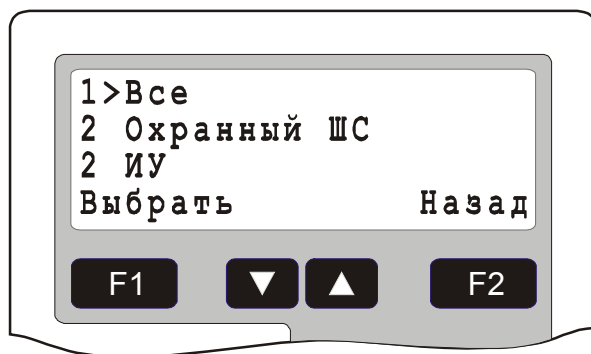 1>Все
2 Охранный ШС
2 ИУ
Выбрать Назад
F1 ▼ ▲ F2